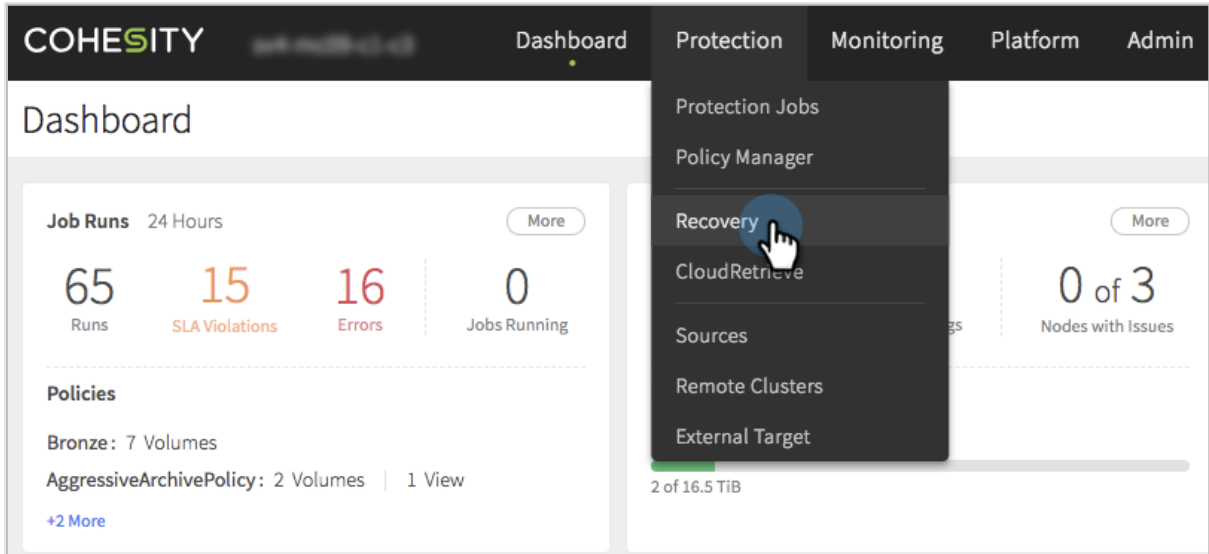 COHESITY Dashboard Protection Monitoring Platform Admin
Dashboard
Protection Jobs
Policy Manager
Recovery
CloudRetrieve
Sources
Remote Clusters
External Target
Job Runs 24 Hours More
65 15 16 0
Runs SLA Violations Errors Jobs Running
Policies
Bronze: 7 Volumes
AggressiveArchivePolicy: 2 Volumes 1 View
+2 More
More
0 of 3
Nodes with Issues
2 of 16.5 TiB